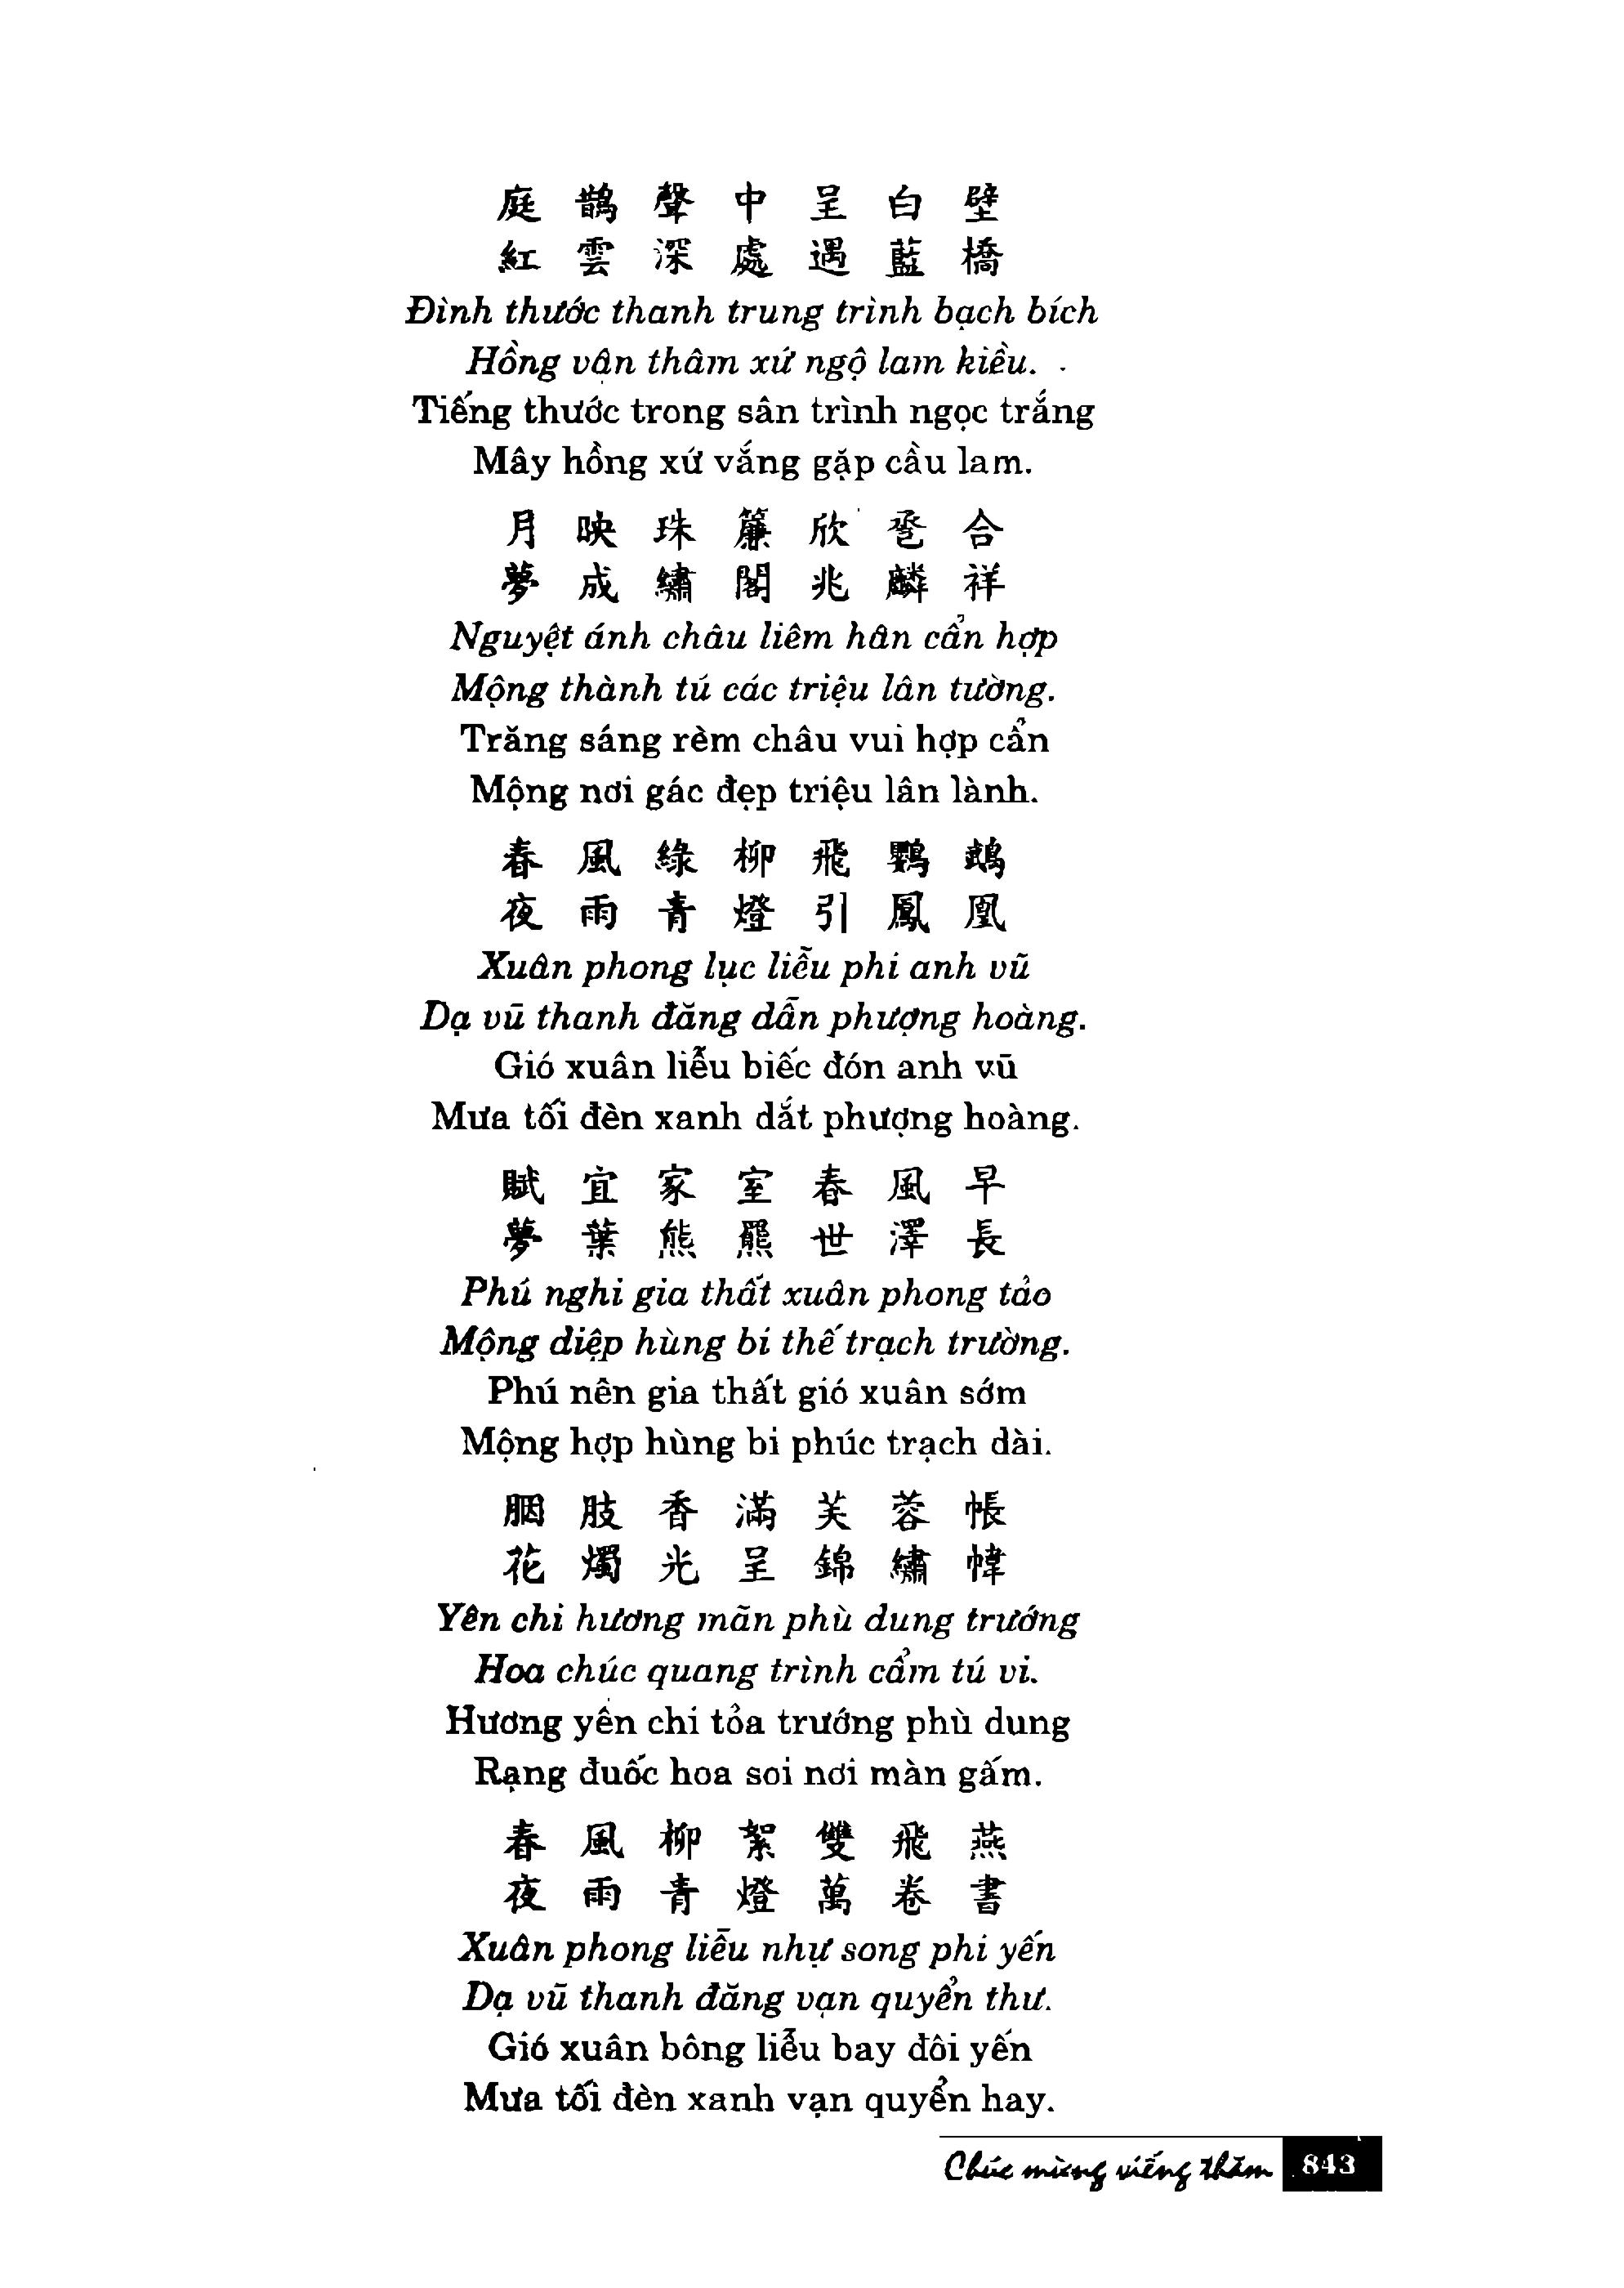 庭鵲聲中呈白壁
紅雲深處遇藍橋
Đình thước thanh trung trình bạch bích
Hồng vân thâm xứ ngộ lam kiều.
Tiếng thước trong sân trình ngọc trắng
Mây hồng xứ vắng gặp cầu lam.
月映珠簾欣卺合
夢成繡閣兆麟祥
Nguyệt ánh châu liêm hân cẩn hợp
Mộng thành tú các triệu lân tường.
Trăng sáng rèm châu vui hợp cẩn
Mộng nơi gác đẹp triệu lân lành.
春風綠柳飛鸚鵡
夜雨青燈引鳳凰
Xuân phong lục liễu phi anh vũ
Dạ vũ thanh đăng dẫn phượng hoàng.
Gió xuân liễu biếc đón anh vũ
Mưa tối đèn xanh dắt phượng hoàng.
賦宜家室春風早
夢葉熊羆世澤長
Phú nghi gia thất xuân phong tảo
Mộng diệp hùng bi thế trạch trường.
Phú nên gia thất gió xuân sớm
Mộng hợp hùng bi phúc trạch dài.
胭肢香滿芙蓉帳
花燭光呈錦繡幃
Yên chi hương mãn phù dung trướng
Hoa chúc quang trình cẩm tú vi.
Hương yên chi tỏa trướng phù dung
Rạng đuốc hoa soi nơi màn gấm.
春風柳絮雙飛燕
夜雨青燈萬卷書
Xuân phong liễu nhự song phi yến
Dạ vũ thanh đăng vạn quyển thư.
Gió xuân bông liễu bay đôi yến
Mưa tối đèn xanh vạn quyển hay.
Chúc mừng viếng thăm 843